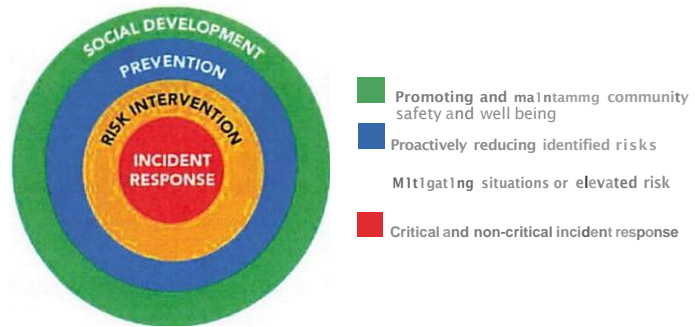 SOCIAL DEVELOPMENT
PREVENTION
RISK INTERVENTION
INCIDENT
RESPONSE
Promoting and ma1ntammg community
safety and well being
Proactively reducing identified risks
M1t1gat1ng situations or elevated risk
Critical and non-critical incident response